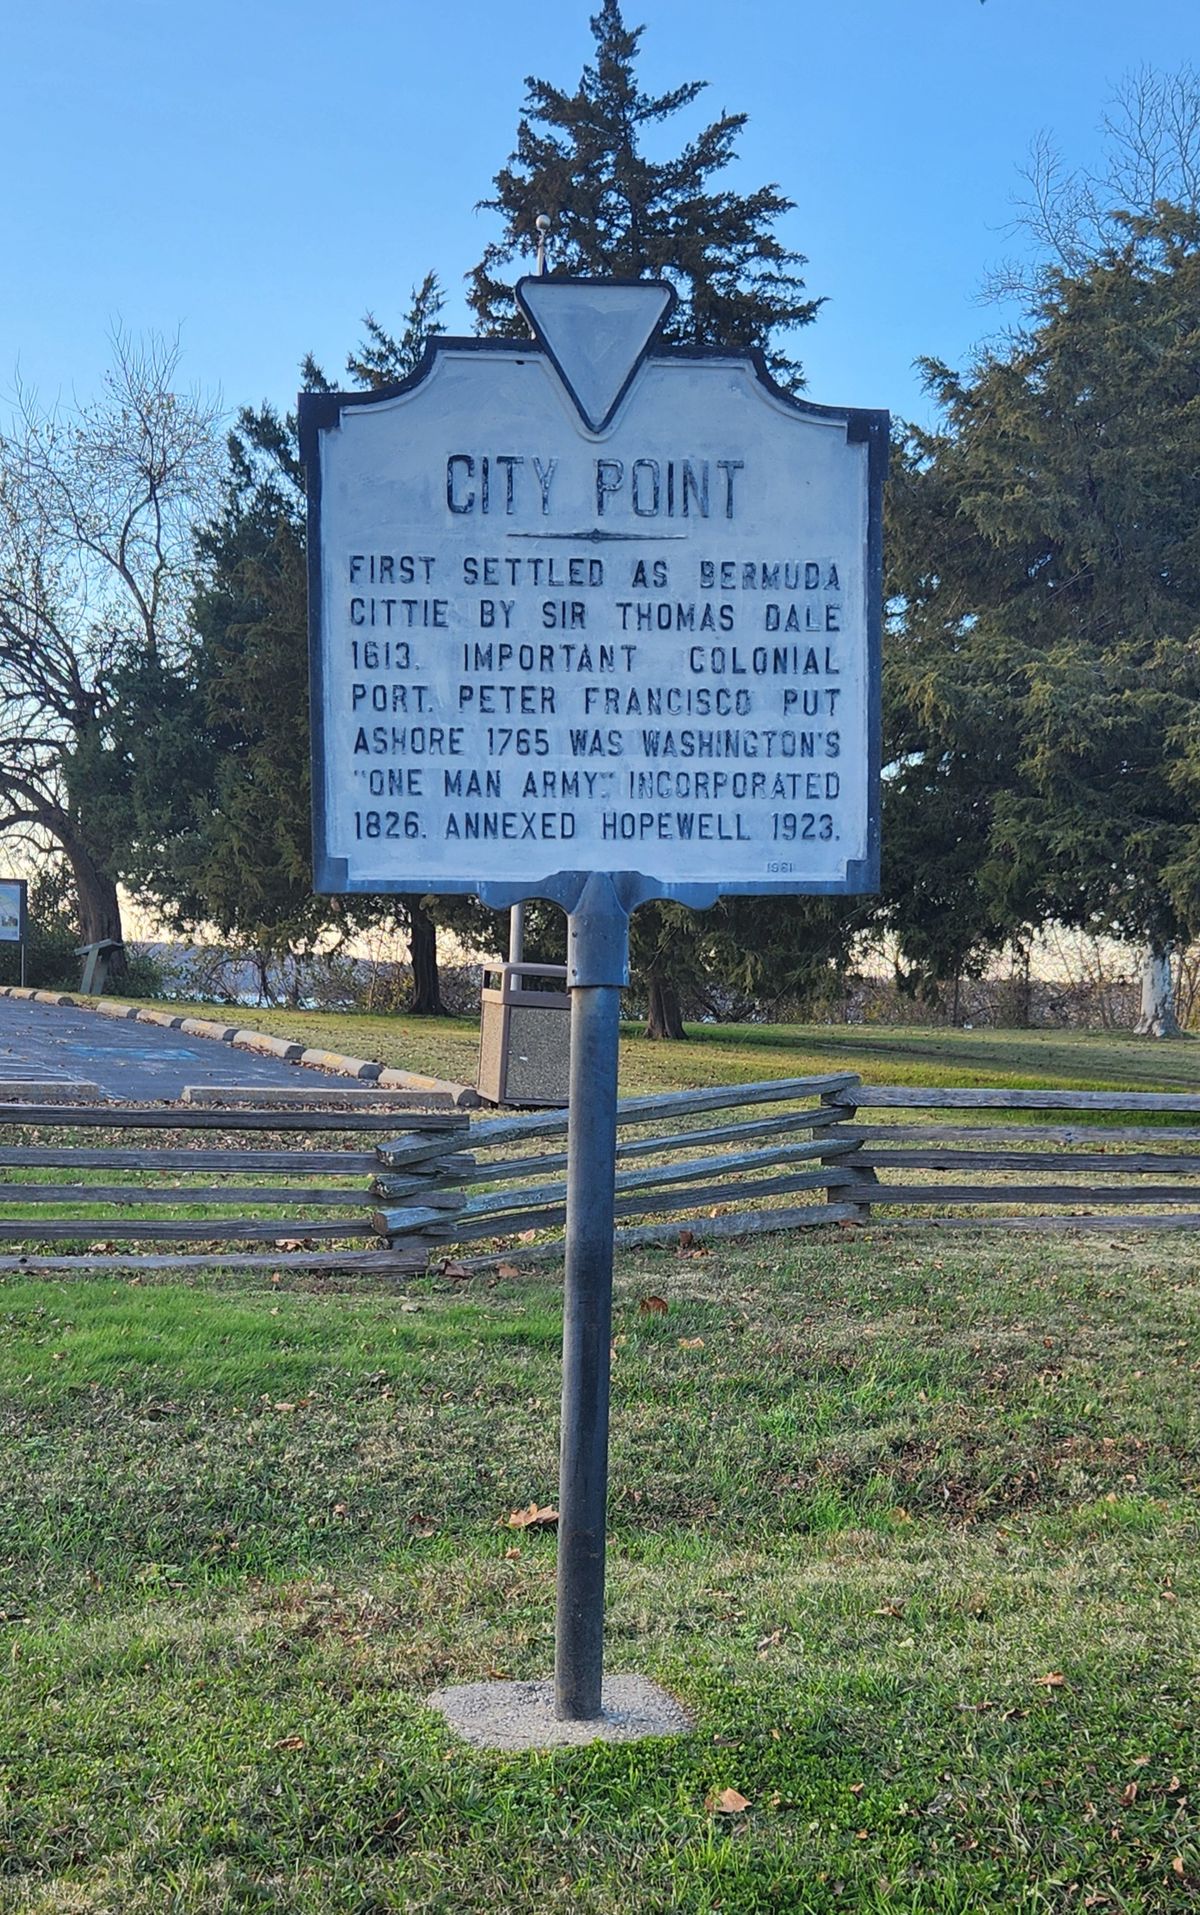 CITY POINT
FIRST SETTLED AS BERMUDA
CITTIE BY SIR THOMAS DALE
1613. IMPORTANT COLONIAL
PORT. PETER FRANCISCO PUT
ASHORE 1765 WAS WASHINGTON'S
"ONE MAN ARMY." INCORPORATED
1826. ANNEXED HOPEWELL 1923.
1961